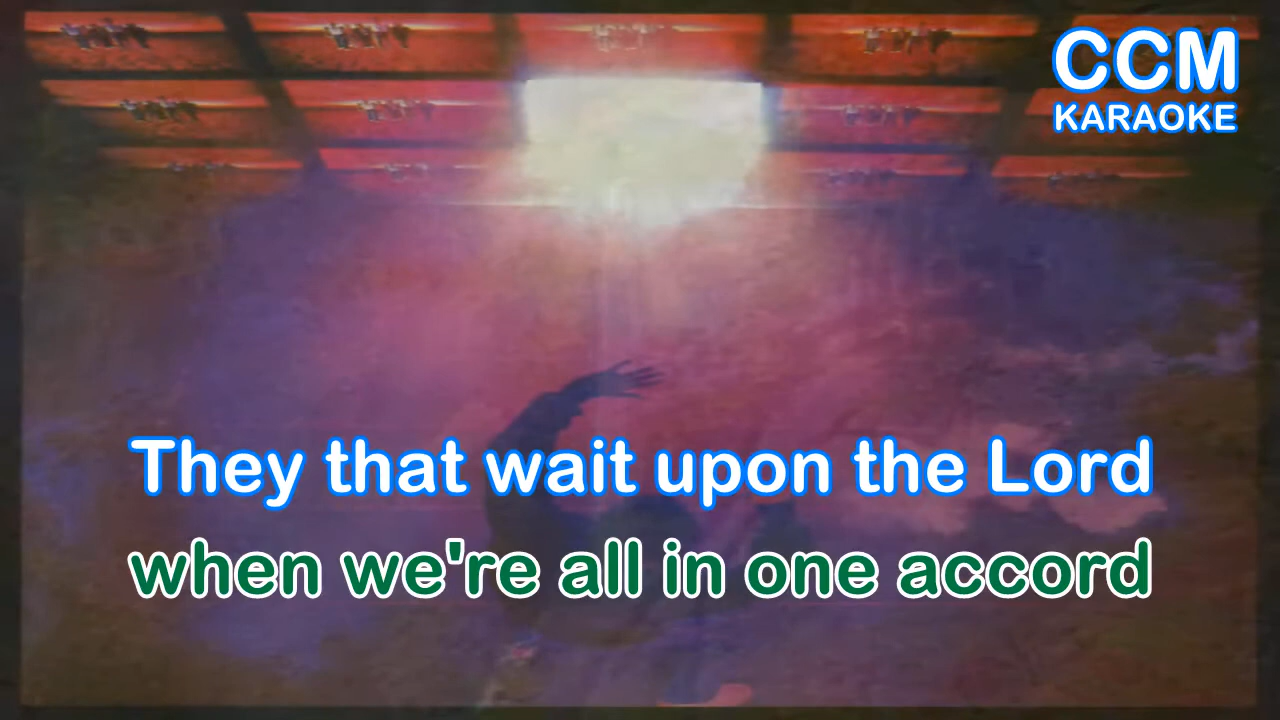 CCM
KARAOKE
They that wait upon the Lord
when we're all in one accord